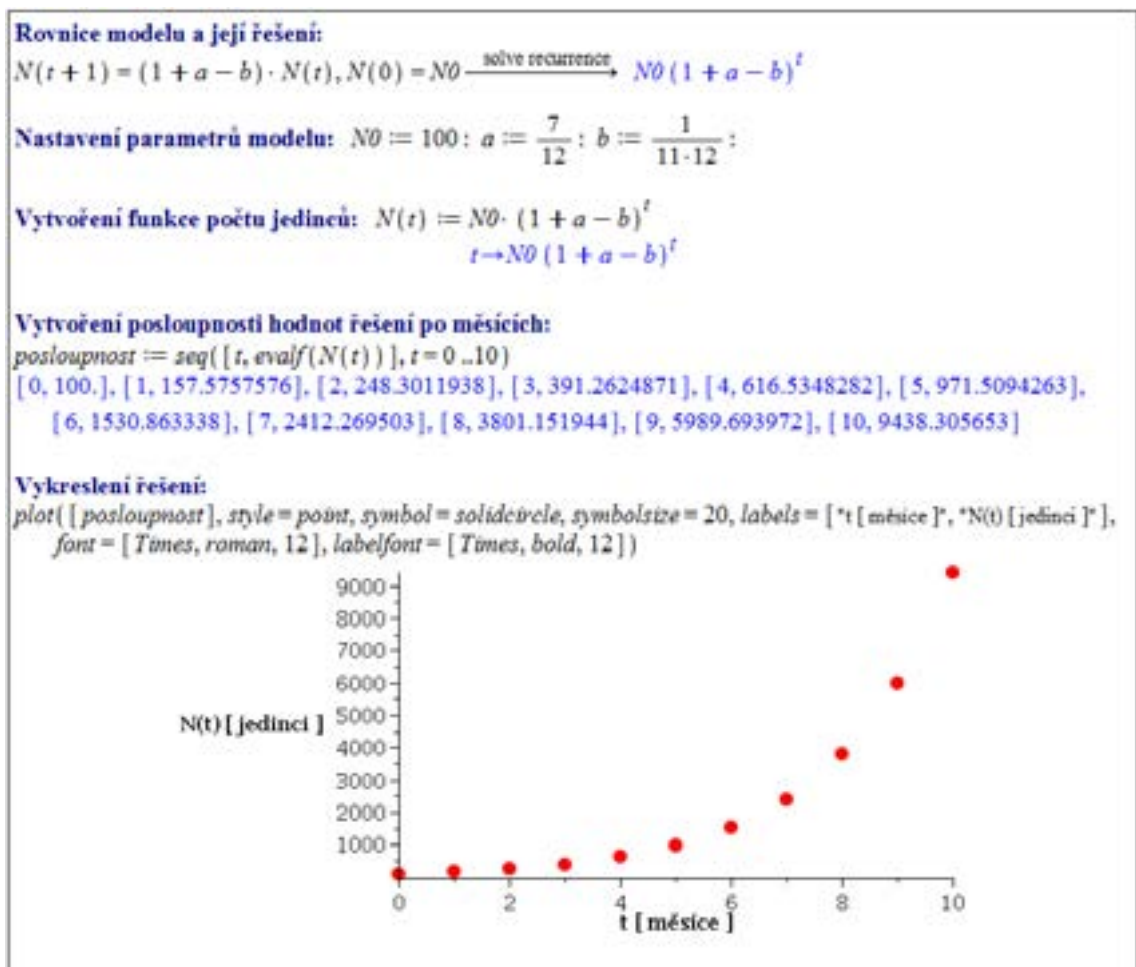 Rovnice modelu a její řešení:
N(t + 1) = (1 + a − b) · N(t), N(0) = N0 solve recurrence → N0 (1 + a − b)^t
Nastavení parametrů modelu: N0 := 100 : a := 7/12 : b := 1/(11·12) :
Vytvoření funkce počtu jedinců: N(t) := N0· (1 + a − b)^t
t→N0 (1 + a − b)^t
Vytvoření posloupnosti hodnot řešení po měsících:
posloupnost := seq([t, evalf(N(t))], t = 0 ..10)
[0, 100.], [1, 157.5757576], [2, 248.3011938], [3, 391.2624871], [4, 616.5348282], [5, 971.5094263],
[6, 1530.863338], [7, 2412.269503], [8, 3801.151944], [9, 5989.693972], [10, 9438.305653]
Vykreslení řešení:
plot([posloupnost], style = point, symbol = solidcircle, symbolsize = 20, labels = ["t [ měsíce ]", "N(t) [ jedinci ]"],
font = [Times, roman, 12], labelfont = [Times, bold, 12])
9000
8000
7000
6000
5000
N(t) [ jedinci ]
4000
3000
2000
1000
0 2 4 6 8 10
t [ měsíce ]